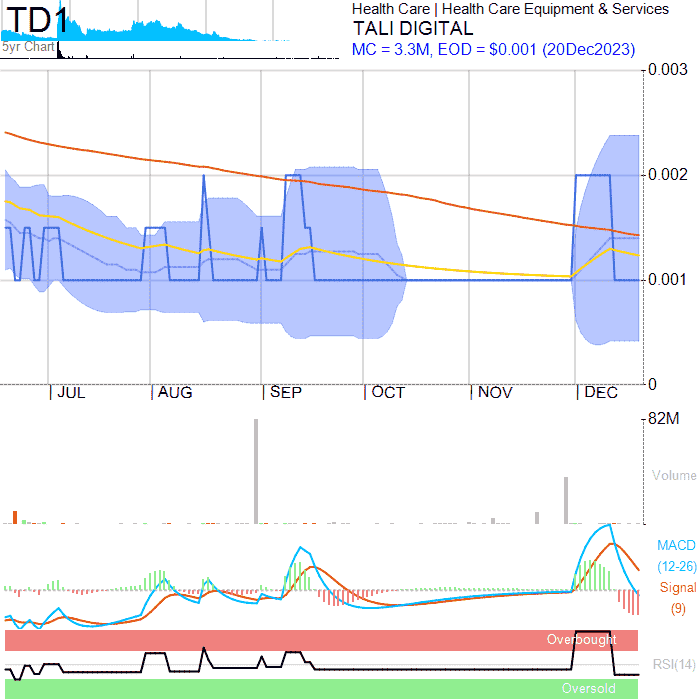 TD1
5yr Chart
Health Care | Health Care Equipment & Services
TALI DIGITAL
MC = 3.3M, EOD = $0.001 (20Dec2023)
0.003
0.002
0.001
0
JUL
AUG
SEP
OCT
NOV
DEC
82M
Volume
MACD
(12-26)
Signal
(9)
Overbought
RSI(14)
Oversold